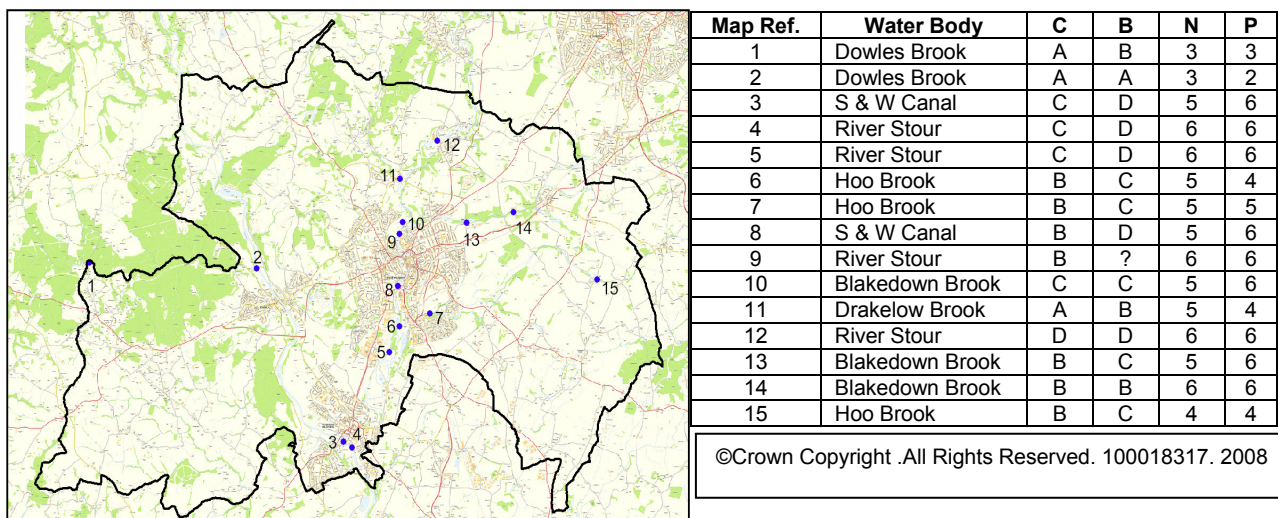 Map Ref. Water Body C B N P
1 Dowles Brook A B 3 3
2 Dowles Brook A A 3 2
3 S & W Canal C D 5 6
4 River Stour C D 6 6
5 River Stour C D 6 6
6 Hoo Brook B C 5 4
7 Hoo Brook B C 5 5
8 S & W Canal B D 5 6
9 River Stour B ? 6 6
10 Blakedown Brook C C 5 6
11 Drakelow Brook A B 5 4
12 River Stour D D 6 6
13 Blakedown Brook B C 5 6
14 Blakedown Brook B B 6 6
15 Hoo Brook B C 4 4
©Crown Copyright .All Rights Reserved. 100018317. 2008
12
11
10
14
13
9
2
1
8
15
7
6
5
3
4